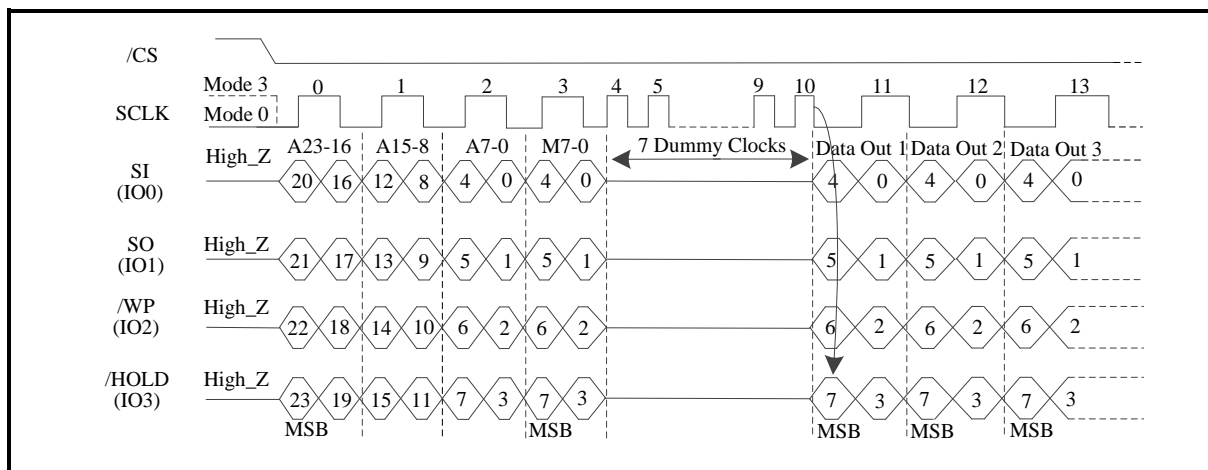 /CS
Mode 3 0 1 2 3 4 5 9 10 11 12 13
SCLK Mode 0
A23-16 A15-8 A7-0 M7-0 7 Dummy Clocks Data Out 1 Data Out 2 Data Out 3
SI (IO0) High_Z 20 16 12 8 4 0 4 0 4 0 4 0 4 0
SO (IO1) High_Z 21 17 13 9 5 1 5 1 5 1 5 1 5 1
/WP (IO2) High_Z 22 18 14 10 6 2 6 2 6 2 6 2 6 2
/HOLD (IO3) High_Z 23 19 15 11 7 3 7 3 7 3 7 3 7 3
MSB MSB MSB MSB MSB